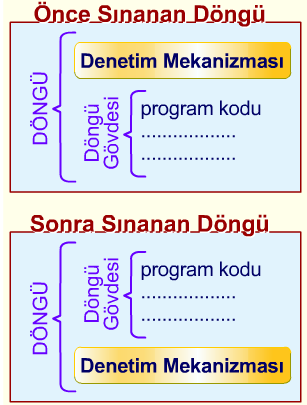 Önce Sınanan Döngü
DÖNGÜ
Denetim Mekanizması
Döngü
Gövdesi
program kodu
..................
..................
Sonra Sınanan Döngü
DÖNGÜ
Döngü
Gövdesi
program kodu
..................
..................
Denetim Mekanizması